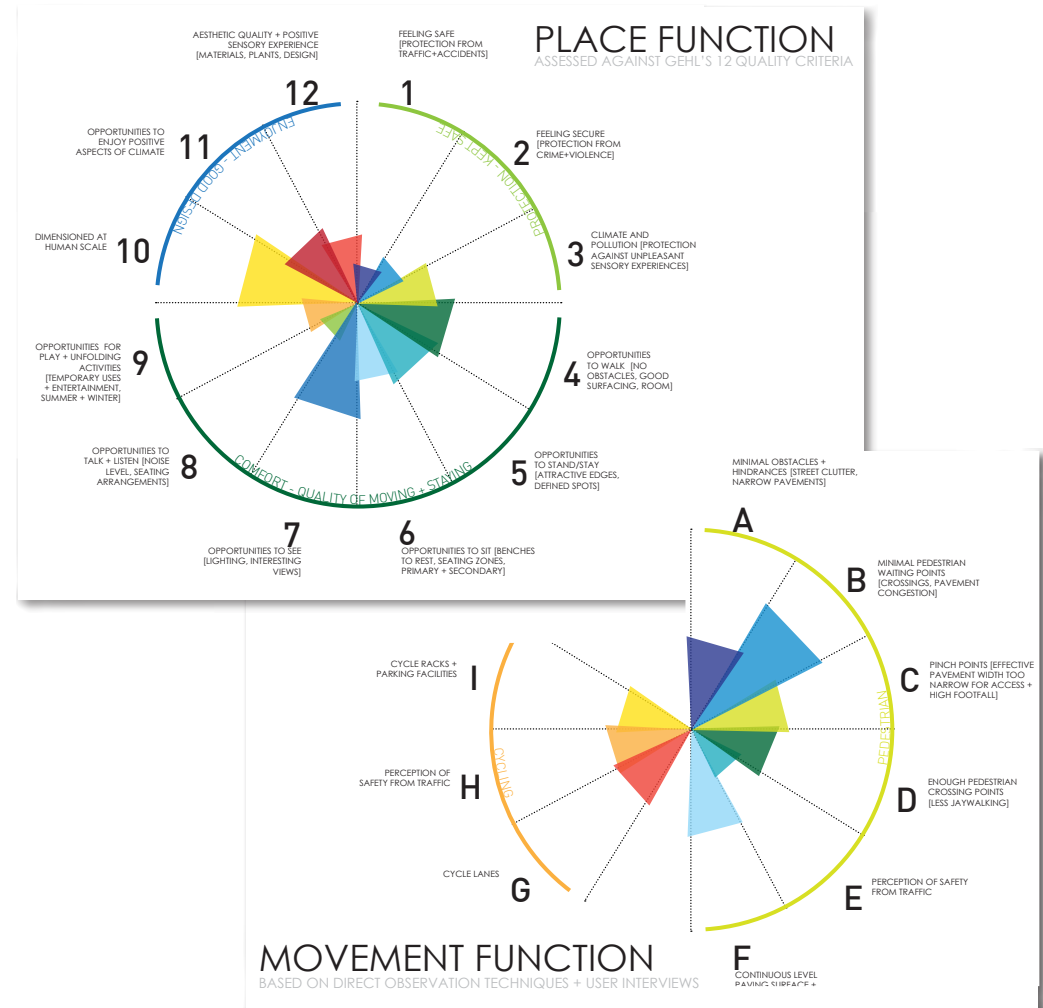 PLACE FUNCTION
ASSESSED AGAINST GEHL'S 12 QUALITY CRITERIA
AESTHETIC QUALITY + POSITIVE
SENSORY EXPERIENCE
[MATERIALS, PLANTS, DESIGN]
12
FEELING SAFE
[PROTECTION FROM
TRAFFIC+ACCIDENTS]
1
FEELING SECURE
[PROTECTION FROM
CRIME+VIOLENCE]
2
CLIMATE AND
POLLUTION [PROTECTION
AGAINST UNPLEASANT
SENSORY EXPERIENCES]
3
OPPORTUNITIES
TO WALK [NO
OBSTACLES, GOOD
SURFACING, ROOM]
4
OPPORTUNITIES
TO STAND/STAY
[ATTRACTIVE EDGES,
DEFINED SPOTS]
5
6
OPPORTUNITIES TO SIT [BENCHES
TO REST, SEATING ZONES,
PRIMARY + SECONDARY]
7
OPPORTUNITIES TO SEE
[LIGHTING, INTERESTING
VIEWS]
OPPORTUNITIES TO
TALK + LISTEN [NOISE
LEVEL, SEATING
ARRANGEMENTS]
8
OPPORTUNITIES FOR
PLAY + UNFOLDING
ACTIVITIES
[TEMPORARY USES
+ ENTERTAINMENT,
SUMMER + WINTER]
9
DIMENSIONED AT
HUMAN SCALE
10
OPPORTUNITIES TO
ENJOY POSITIVE
ASPECTS OF CLIMATE
11
PROTECTION - KEPT SAFE
COMFORT - QUALITY OF MOVING + STAYING
ENJOYMENT - GOOD DESIGN
MINIMAL OBSTACLES +
HINDRANCES [STREET CLUTTER,
NARROW PAVEMENTS]
A
MINIMAL PEDESTRIAN
WAITING POINTS
[CROSSINGS, PAVEMENT
CONGESTION]
B
PINCH POINTS [EFFECTIVE
PAVEMENT WIDTH TOO
NARROW FOR ACCESS +
HIGH FOOTFALL]
C
ENOUGH PEDESTRIAN
CROSSING POINTS
[LESS JAYWALKING]
D
PERCEPTION OF SAFETY
FROM TRAFFIC
E
F
CONTINUOUS LEVEL
PAVING SURFACE +
CYCLE LANES
G
PERCEPTION OF
SAFETY FROM TRAFFIC
H
CYCLE RACKS +
PARKING FACILITIES
I
PEDESTRIAN
CYCLING
MOVEMENT FUNCTION
BASED ON DIRECT OBSERVATION TECHNIQUES + USER INTERVIEWS